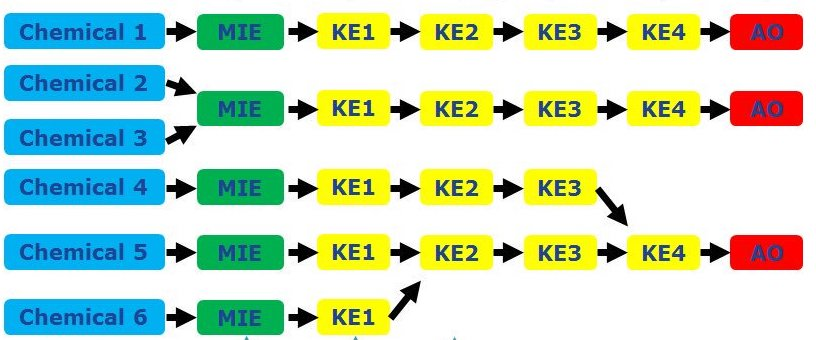 Chemical 1 MIE KE1 KE2 KE3 KE4 AO
Chemical 2
MIE KE1 KE2 KE3 KE4 AO
Chemical 3
Chemical 4 MIE KE1 KE2 KE3
Chemical 5 MIE KE1 KE2 KE3 KE4 AO
Chemical 6 MIE KE1